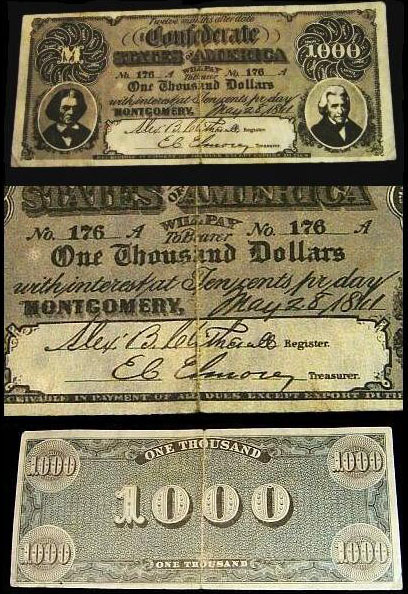 Twelve months after date
Confederate
M 1000
STATES OF AMERICA
WILL PAY
No. 176 A To Bearer No. 176 A
One Thousand Dollars
with interest at Ten cents pr. day
MONTGOMERY, May 28, 1861
Alex B. Clitherall Register.
E C Elmore Treasurer.
STATES OF AMERICA
WILL PAY
No. 176 A To Bearer No. 176 A
One Thousand Dollars
with interest at Ten cents pr. day
MONTGOMERY, May 28, 1861
Alex B. Clitherall Register.
E C Elmore Treasurer.
CEIVABLE IN PAYMENT OF ALL DUES EXCEPT EXPORT DUTI
ONE THOUSAND
1000 1000
1000
1000 1000
ONE THOUSAND